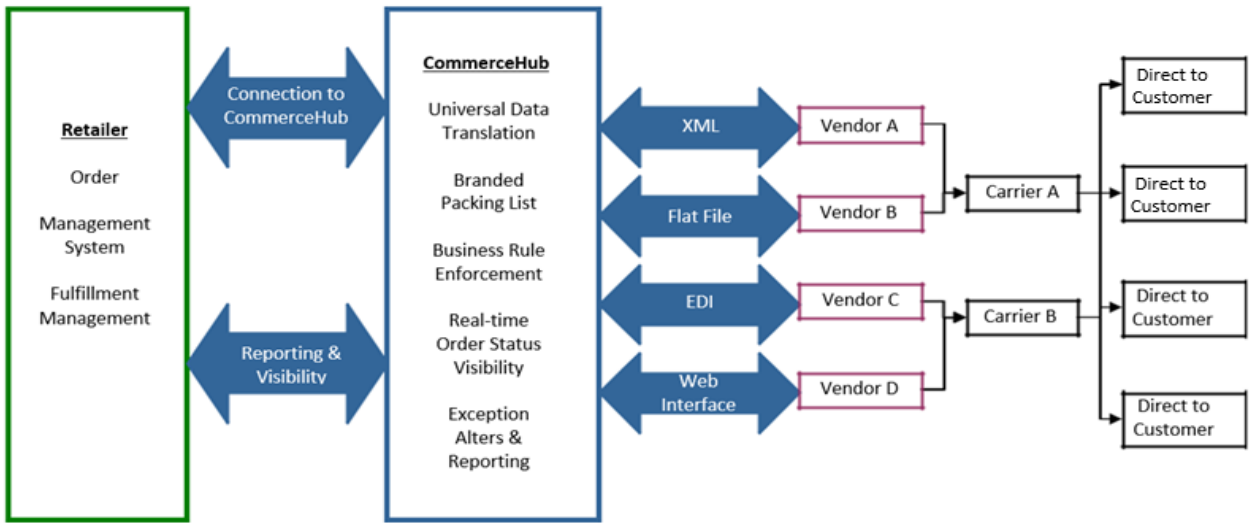 Retailer
Order
Management
System
Fulfillment
Management
Connection to
CommerceHub
Reporting &
Visibility
CommerceHub
Universal Data
Translation
Branded
Packing List
Business Rule
Enforcement
Real-time
Order Status
Visibility
Exception
Alters &
Reporting
XML
Flat File
EDI
Web
Interface
Vendor A
Vendor B
Vendor C
Vendor D
Carrier A
Carrier B
Direct to
Customer
Direct to
Customer
Direct to
Customer
Direct to
Customer